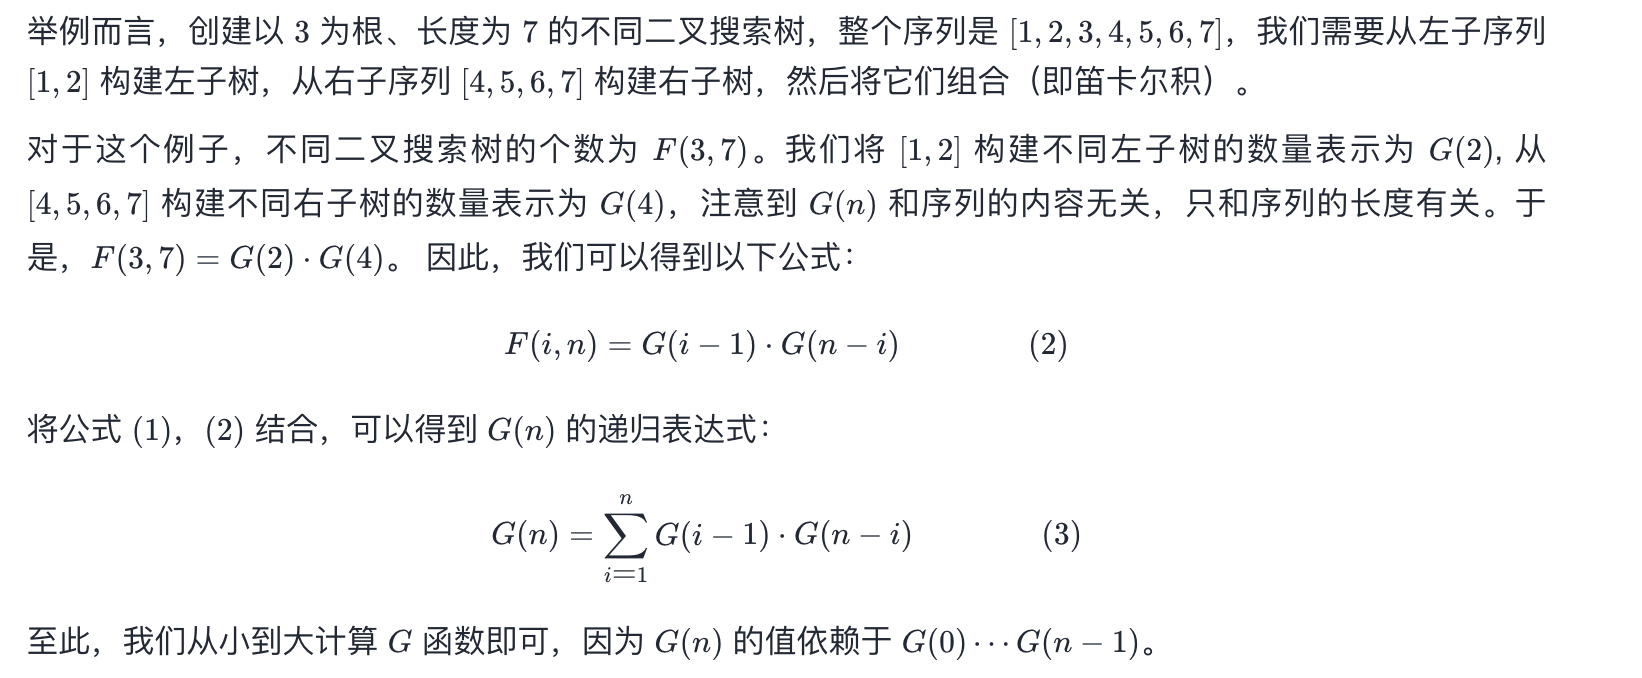 举例而言，创建以 3 为根、长度为 7 的不同二叉搜索树，整个序列是 [1, 2, 3, 4, 5, 6, 7]，我们需要从左子序列
[1, 2] 构建左子树，从右子序列 [4, 5, 6, 7] 构建右子树，然后将它们组合（即笛卡尔积）。
对于这个例子，不同二叉搜索树的个数为 F(3, 7)。我们将 [1, 2] 构建不同左子树的数量表示为 G(2), 从
[4, 5, 6, 7] 构建不同右子树的数量表示为 G(4)，注意到 G(n) 和序列的内容无关，只和序列的长度有关。于
是，F(3, 7) = G(2) · G(4)。 因此，我们可以得到以下公式：
F(i, n) = G(i − 1) · G(n − i) (2)
将公式 (1)，(2) 结合，可以得到 G(n) 的递归表达式：
G(n) = ∑_{i=1}^{n} G(i − 1) · G(n − i) (3)
至此，我们从小到大计算 G 函数即可，因为 G(n) 的值依赖于 G(0) ⋯ G(n − 1)。